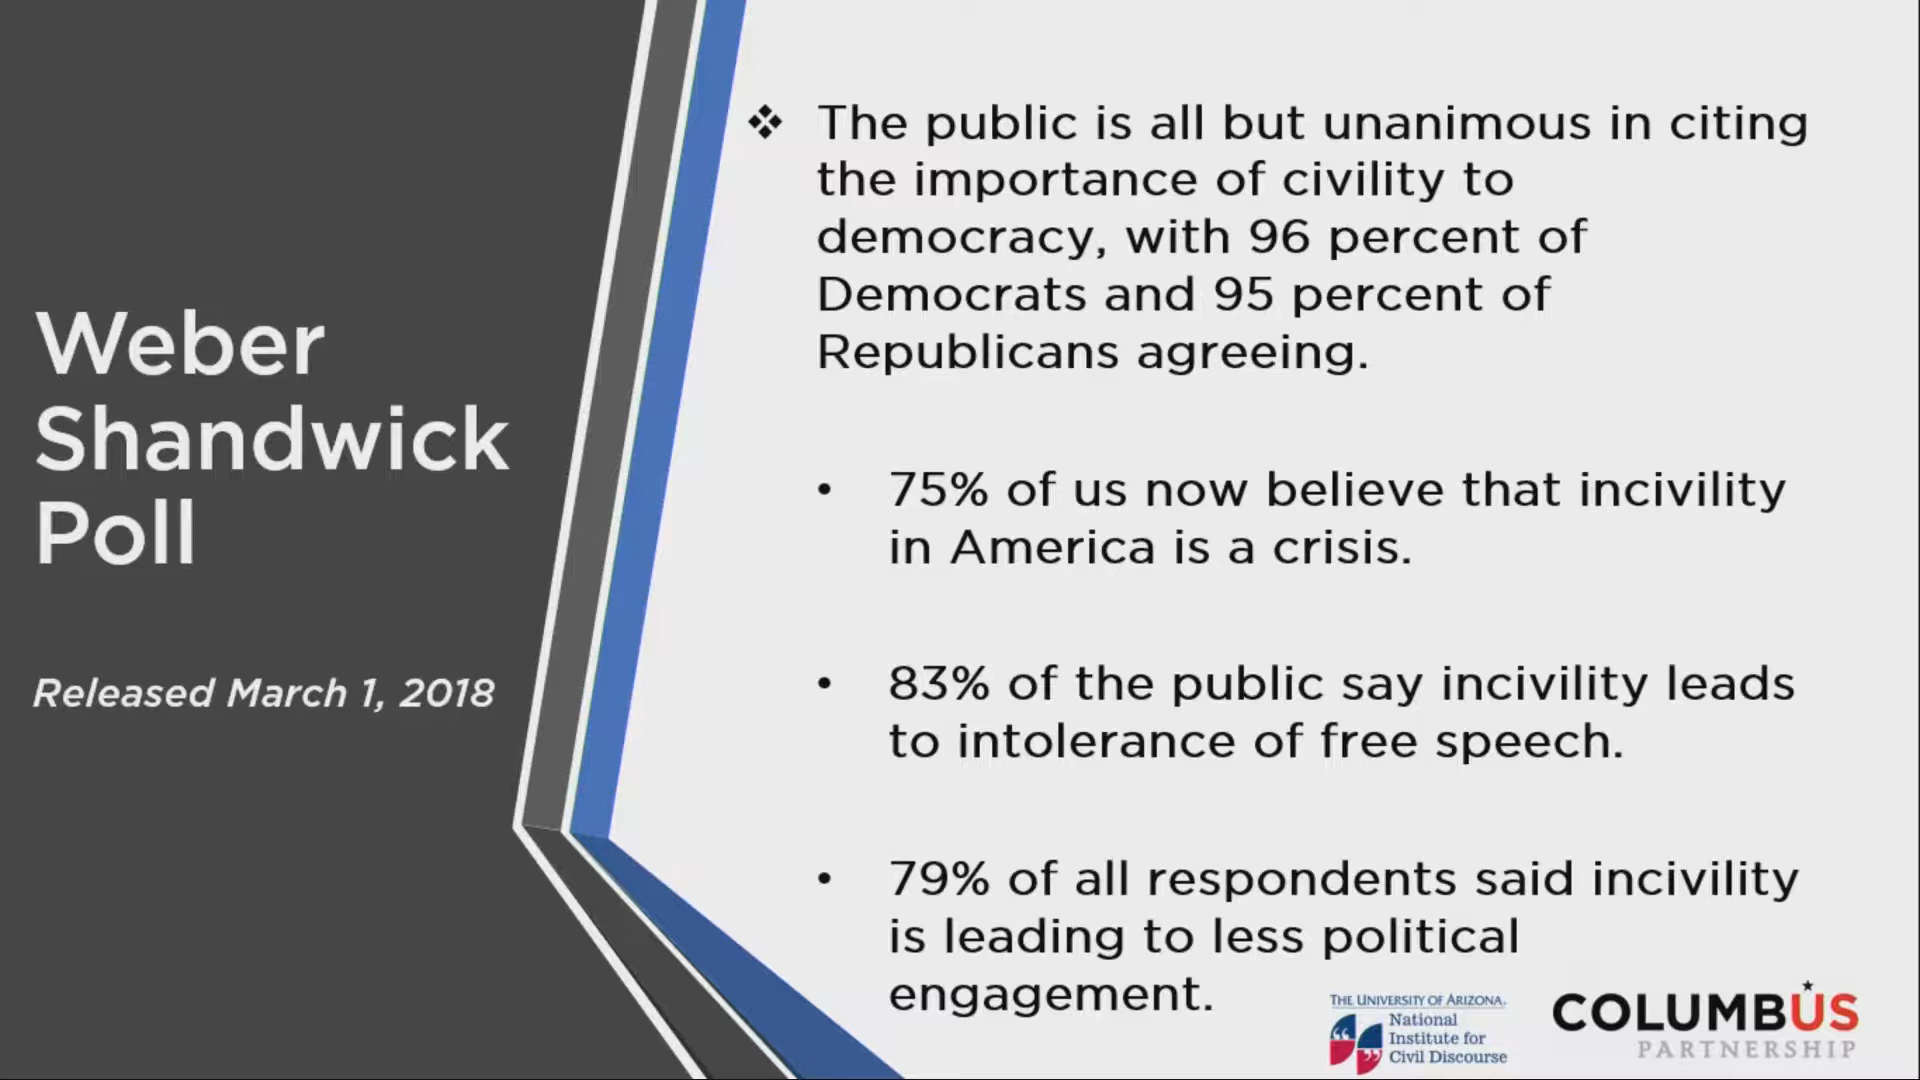 Weber
Shandwick
Poll
Released March 1, 2018
❖ The public is all but unanimous in citing
the importance of civility to
democracy, with 96 percent of
Democrats and 95 percent of
Republicans agreeing.
• 75% of us now believe that incivility
in America is a crisis.
• 83% of the public say incivility leads
to intolerance of free speech.
• 79% of all respondents said incivility
is leading to less political
engagement.
THE UNIVERSITY OF ARIZONA.
National
Institute for
Civil Discourse
COLUMBUS
PARTNERSHIP